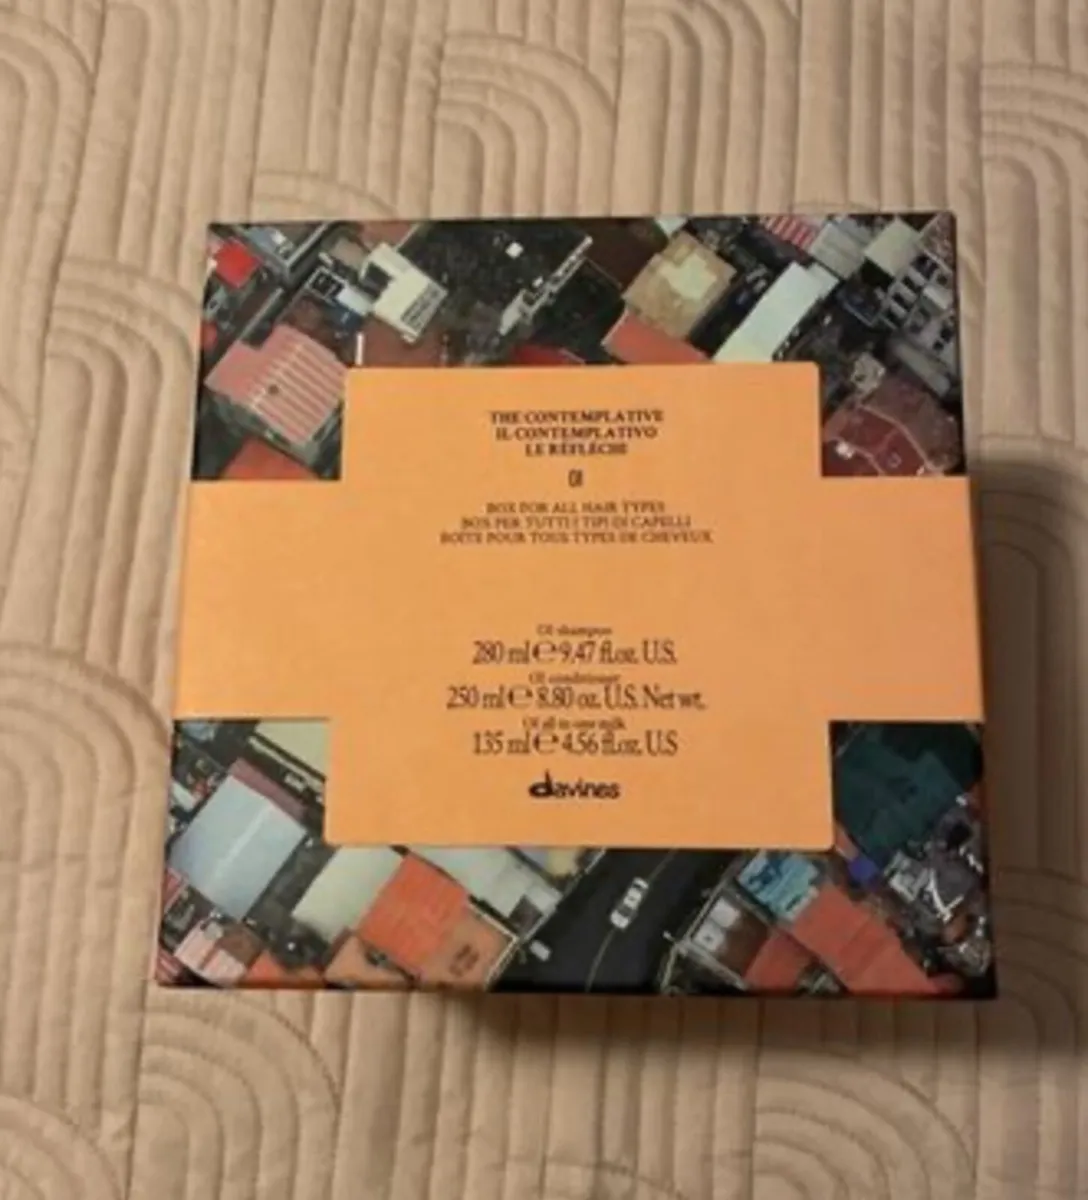 THE CONTEMPLATIVE
IL CONTEMPLATIVO
LE RÉFLÉCHI
OI
BOX FOR ALL HAIR TYPES
BOX PER TUTTI I TIPI DI CAPELLI
BOÎTE POUR TOUS TYPES DE CHEVEUX
OI shampoo
280 ml ℮ 9.47 fl.oz. U.S.
OI conditioner
250 ml ℮ 8.80 oz. U.S. Net wt.
OI all in one milk
135 ml ℮ 4.56 fl.oz. U.S
davines